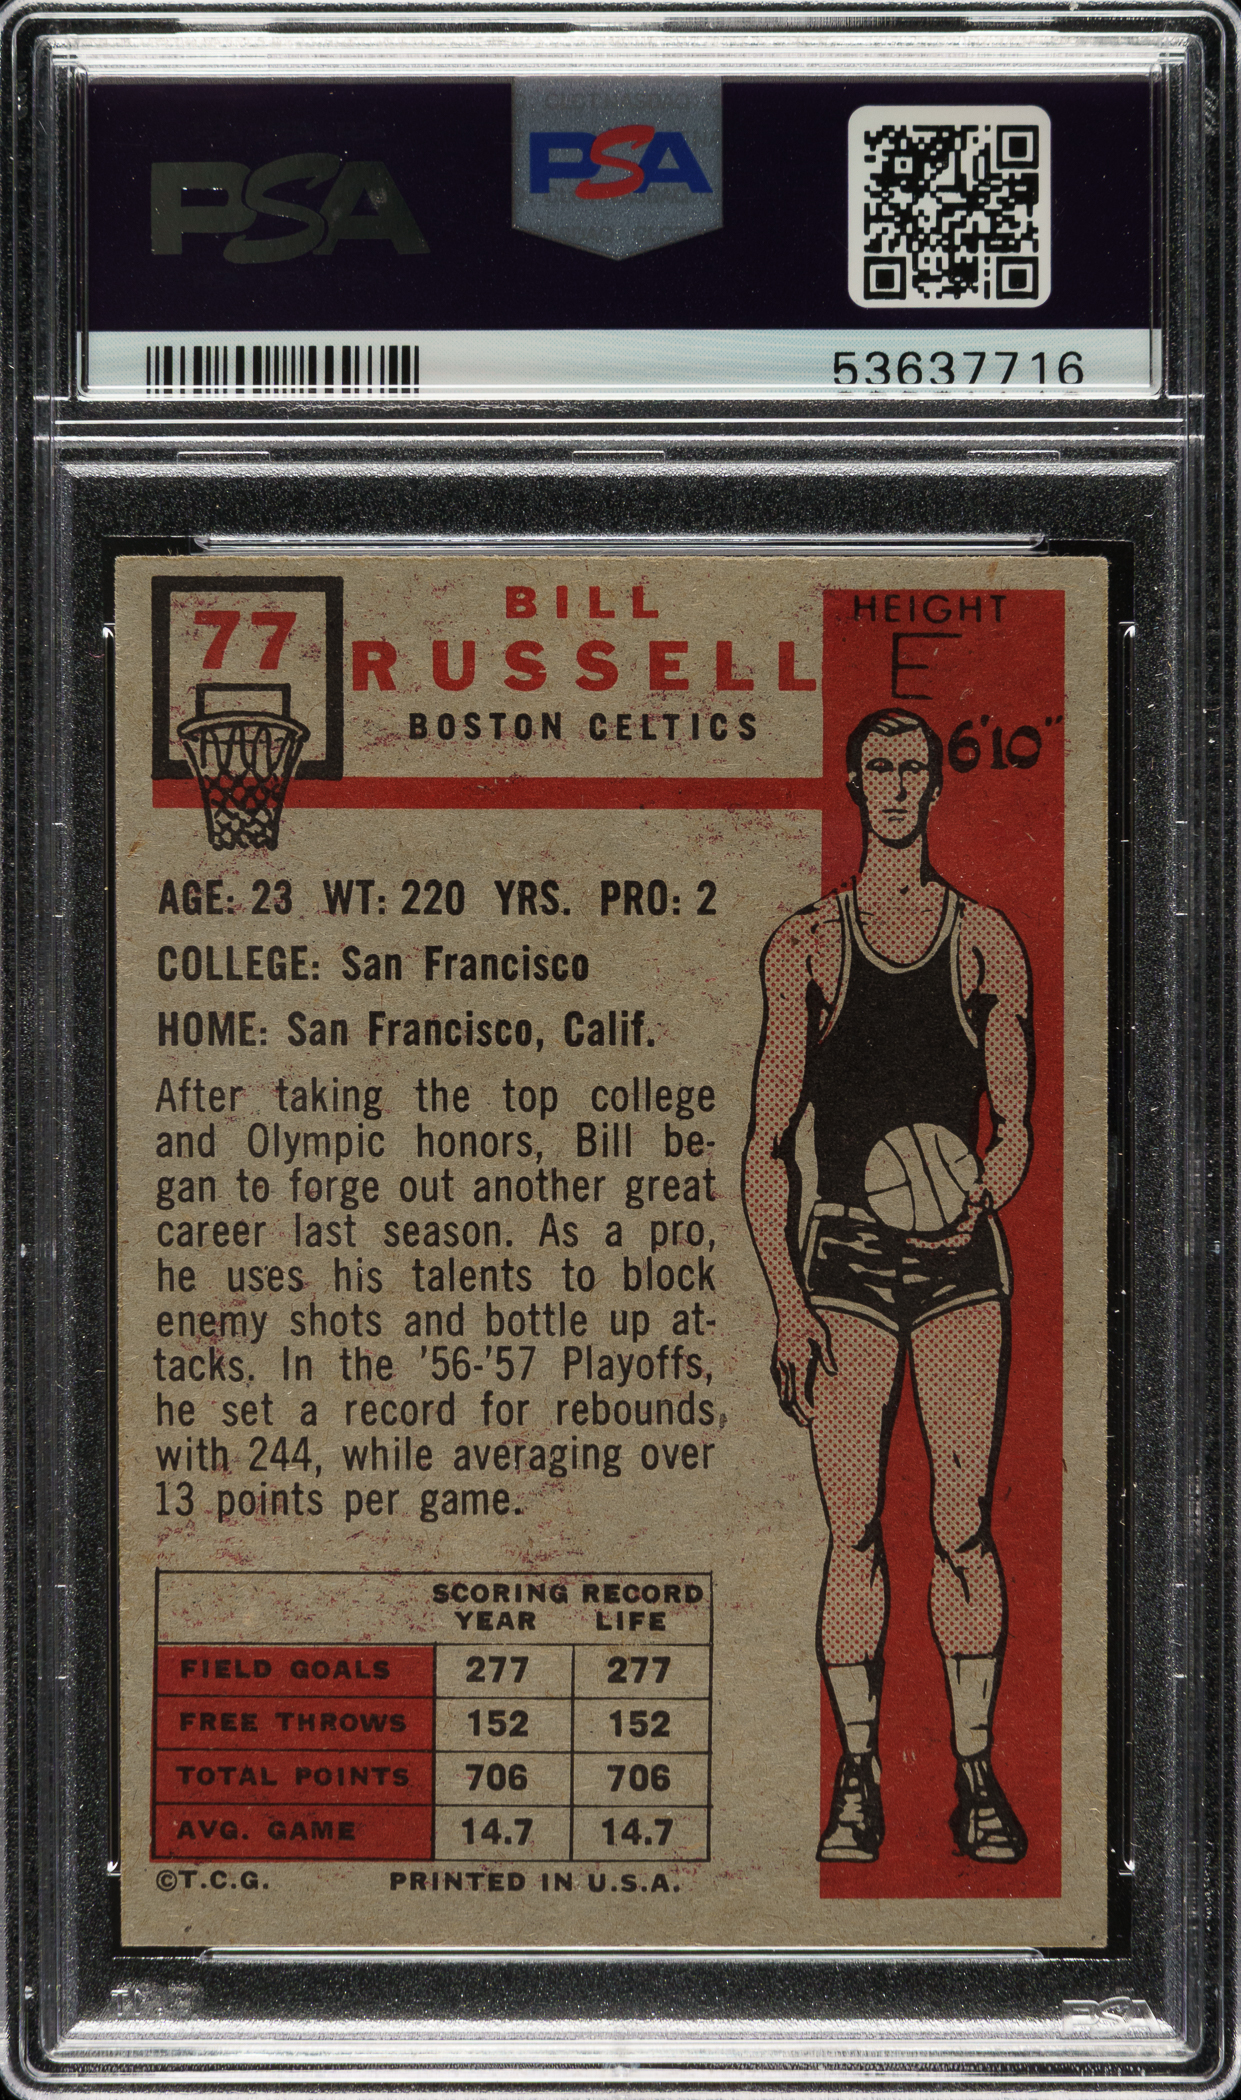 PSA
PSA
53637716
77
BILL
RUSSELL
BOSTON CELTICS
HEIGHT
E
6'10"
AGE: 23 WT: 220 YRS. PRO: 2
COLLEGE: San Francisco
HOME: San Francisco, Calif.
After taking the top college
and Olympic honors, Bill be-
gan to forge out another great
career last season. As a pro,
he uses his talents to block
enemy shots and bottle up at-
tacks. In the '56-'57 Playoffs,
he set a record for rebounds,
with 244, while averaging over
13 points per game.
SCORING RECORD
YEAR LIFE
FIELD GOALS 277 277
FREE THROWS 152 152
TOTAL POINTS 706 706
AVG. GAME 14.7 14.7
©T.C.G. PRINTED IN U.S.A.
PSA